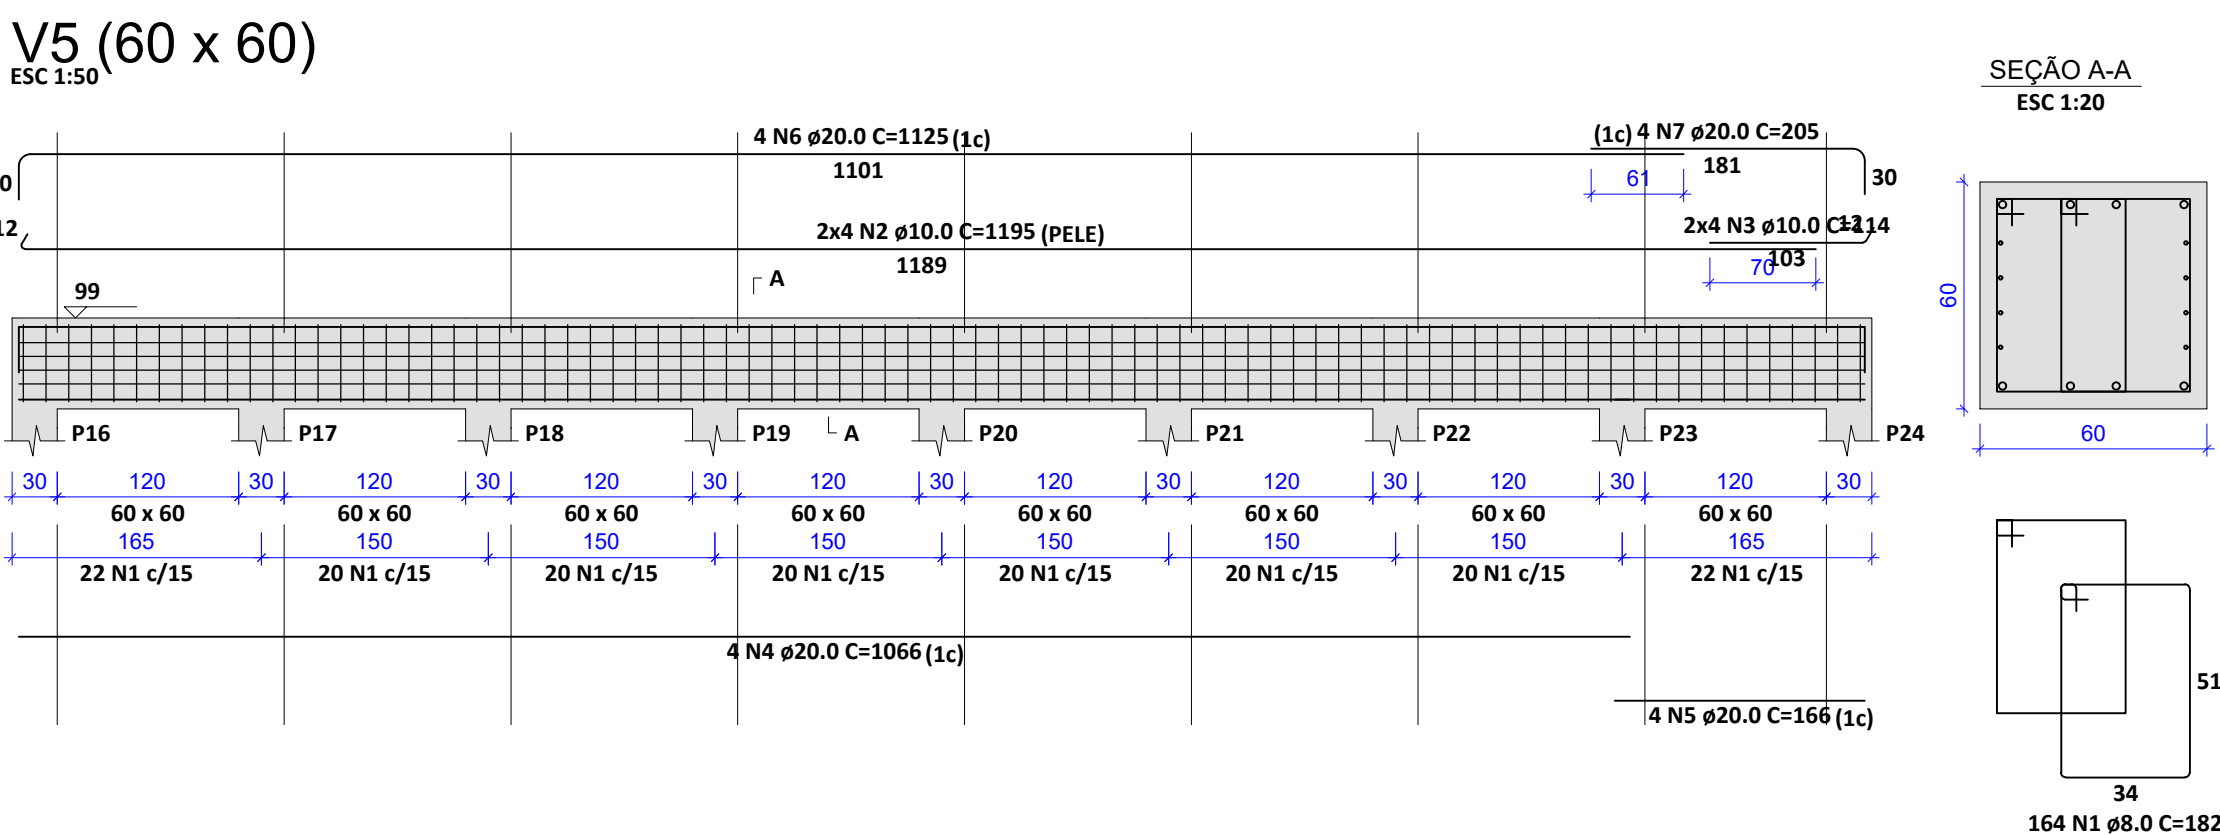 V5 (60 x 60)
ESC 1:50
SEÇÃO A-A
ESC 1:20
4 N6 ø20.0 C=1125 (1c)
1101
(1c) 4 N7 ø20.0 C=205
181
61
30
0
12
2x4 N2 ø10.0 C=1195 (PELE)
1189
2x4 N3 ø10.0 C=114
12
103
70
A
99
60
P16 P17 P18 P19 A P20 P21 P22 P23 P24
60
30 120 30 120 30 120 30 120 30 120 30 120 30 120 30 120 30
60 x 60 60 x 60 60 x 60 60 x 60 60 x 60 60 x 60 60 x 60 60 x 60
165 150 150 150 150 150 150 165
22 N1 c/15 20 N1 c/15 20 N1 c/15 20 N1 c/15 20 N1 c/15 20 N1 c/15 20 N1 c/15 22 N1 c/15
4 N4 ø20.0 C=1066 (1c)
4 N5 ø20.0 C=166 (1c)
51
34
164 N1 ø8.0 C=182